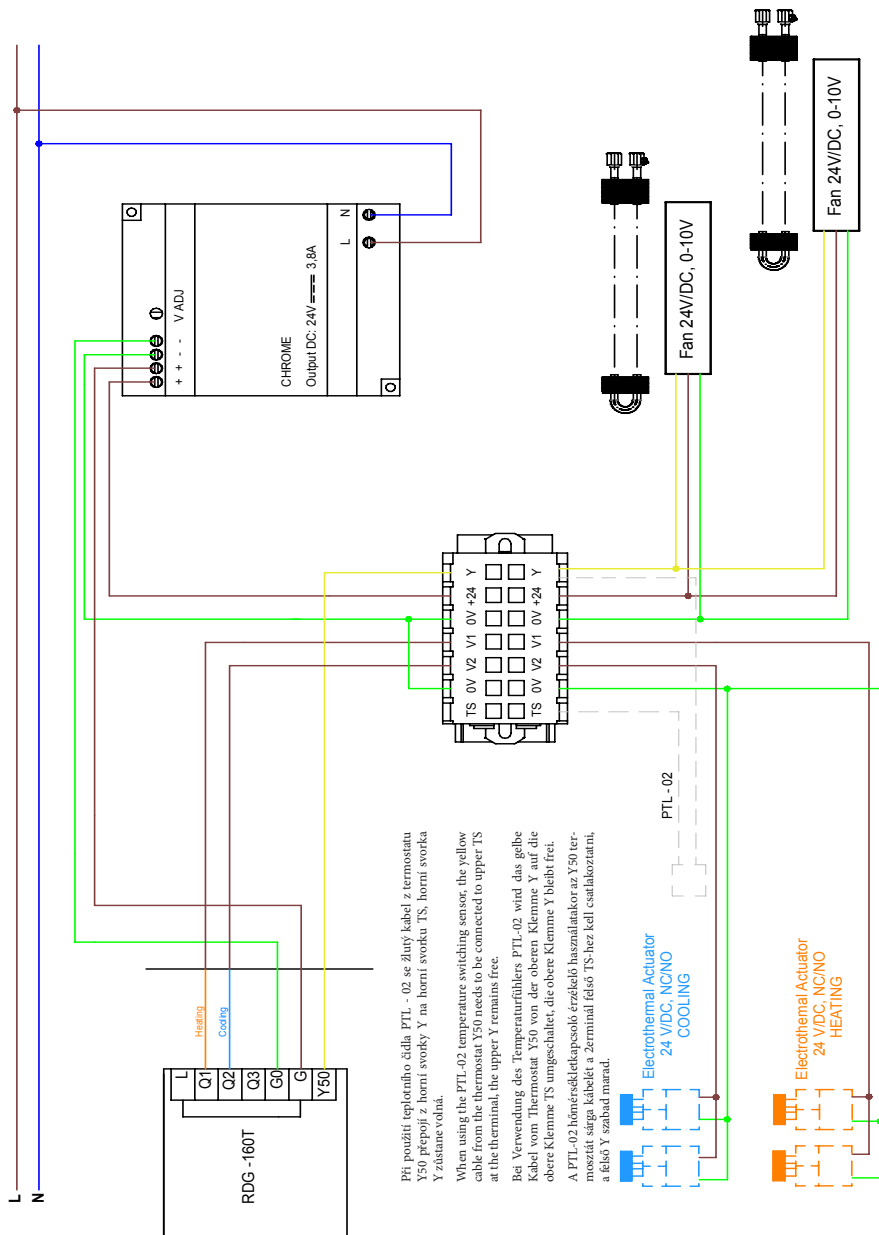 L
N
RDG -160T
L
Q1
Q2
Q3
G0
G
Y50
Heating
Cooling
+ + - - V ADJ
CHROME
Output DC: 24V 3,8A
L N
Při použití teplotního čidla PTL - 02 se žlutý kabel z termostatu
Y50 přepojí z horní svorky Y na horní svorku TS, horní svorka
Y zůstane volná.
When using the PTL-02 temperature switching sensor, the yellow
cable from the thermostat Y50 needs to be connected to upper TS
at the therminal, the upper Y remains free.
Bei Verwendung des Temperaturfühlers PTL-02 wird das gelbe
Kabel vom Thermostat Y50 von der oberen Klemme Y auf die
obere Klemme TS umgeschaltet, die obere Klemme Y bleibt frei.
A PTL-02 hőmérsékletkapcsoló érzékelő használatakor az Y50 ter-
mosztát sárga kábelét a 2erminál felső TS-hez kell csatlakoztatni,
a felső Y szabad marad.
TS 0V V2 V1 0V +24 Y
TS 0V V2 V1 0V +24 Y
PTL - 02
Electrothermal Actuator
24 V/DC, NC/NO
COOLING
Fan 24V/DC, 0-10V
Electrothemal Actuator
24 V/DC, NC/NO
HEATING
Fan 24V/DC, 0-10V